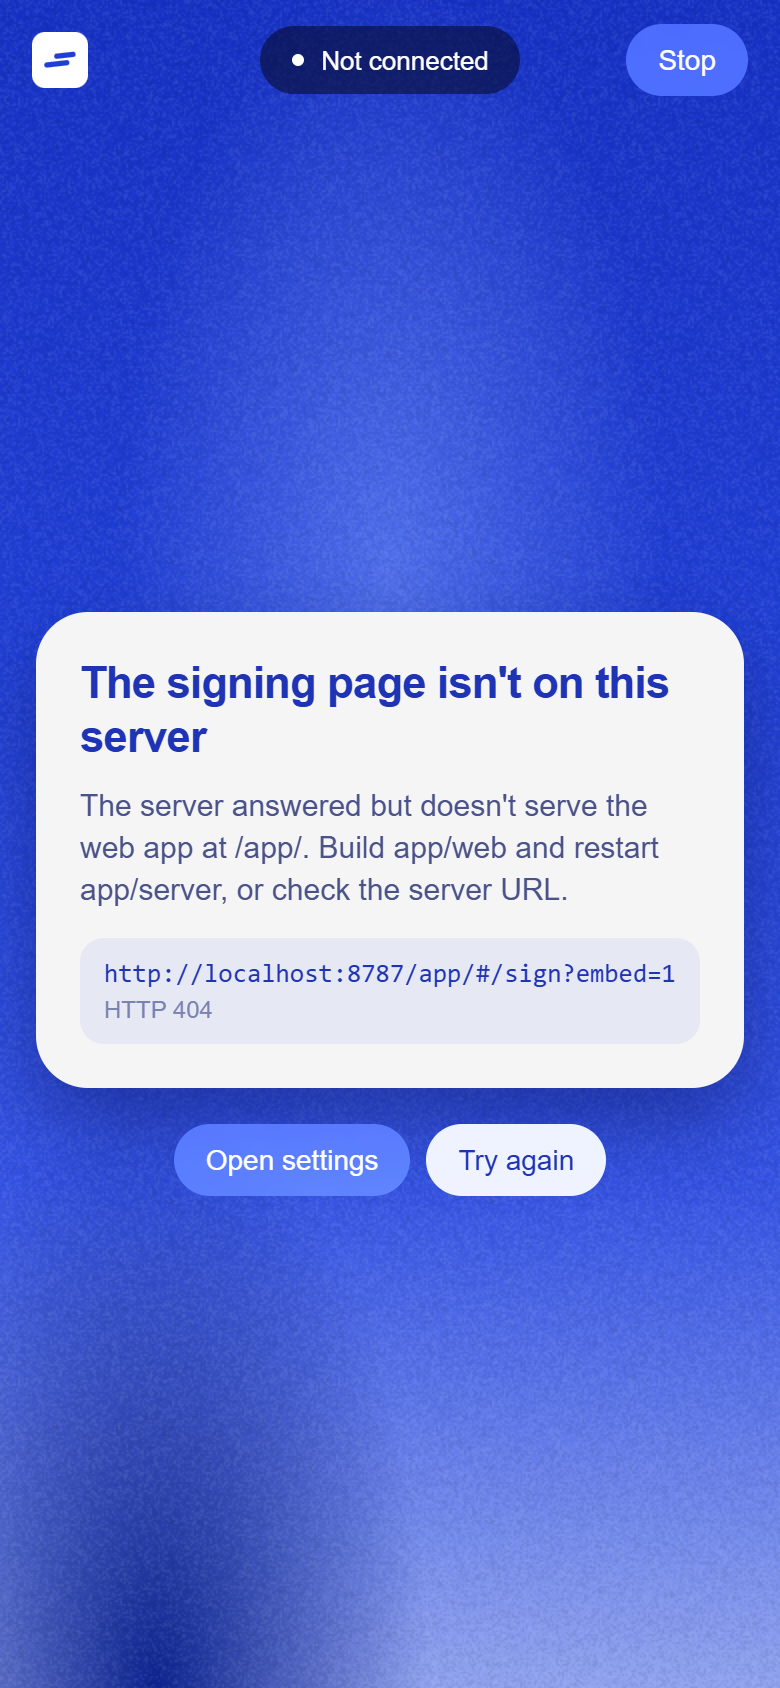 Not connected
Stop
The signing page isn't on this
server
The server answered but doesn't serve the
web app at /app/. Build app/web and restart
app/server, or check the server URL.
http://localhost:8787/app/#/sign?embed=1
HTTP 404
Open settings
Try again